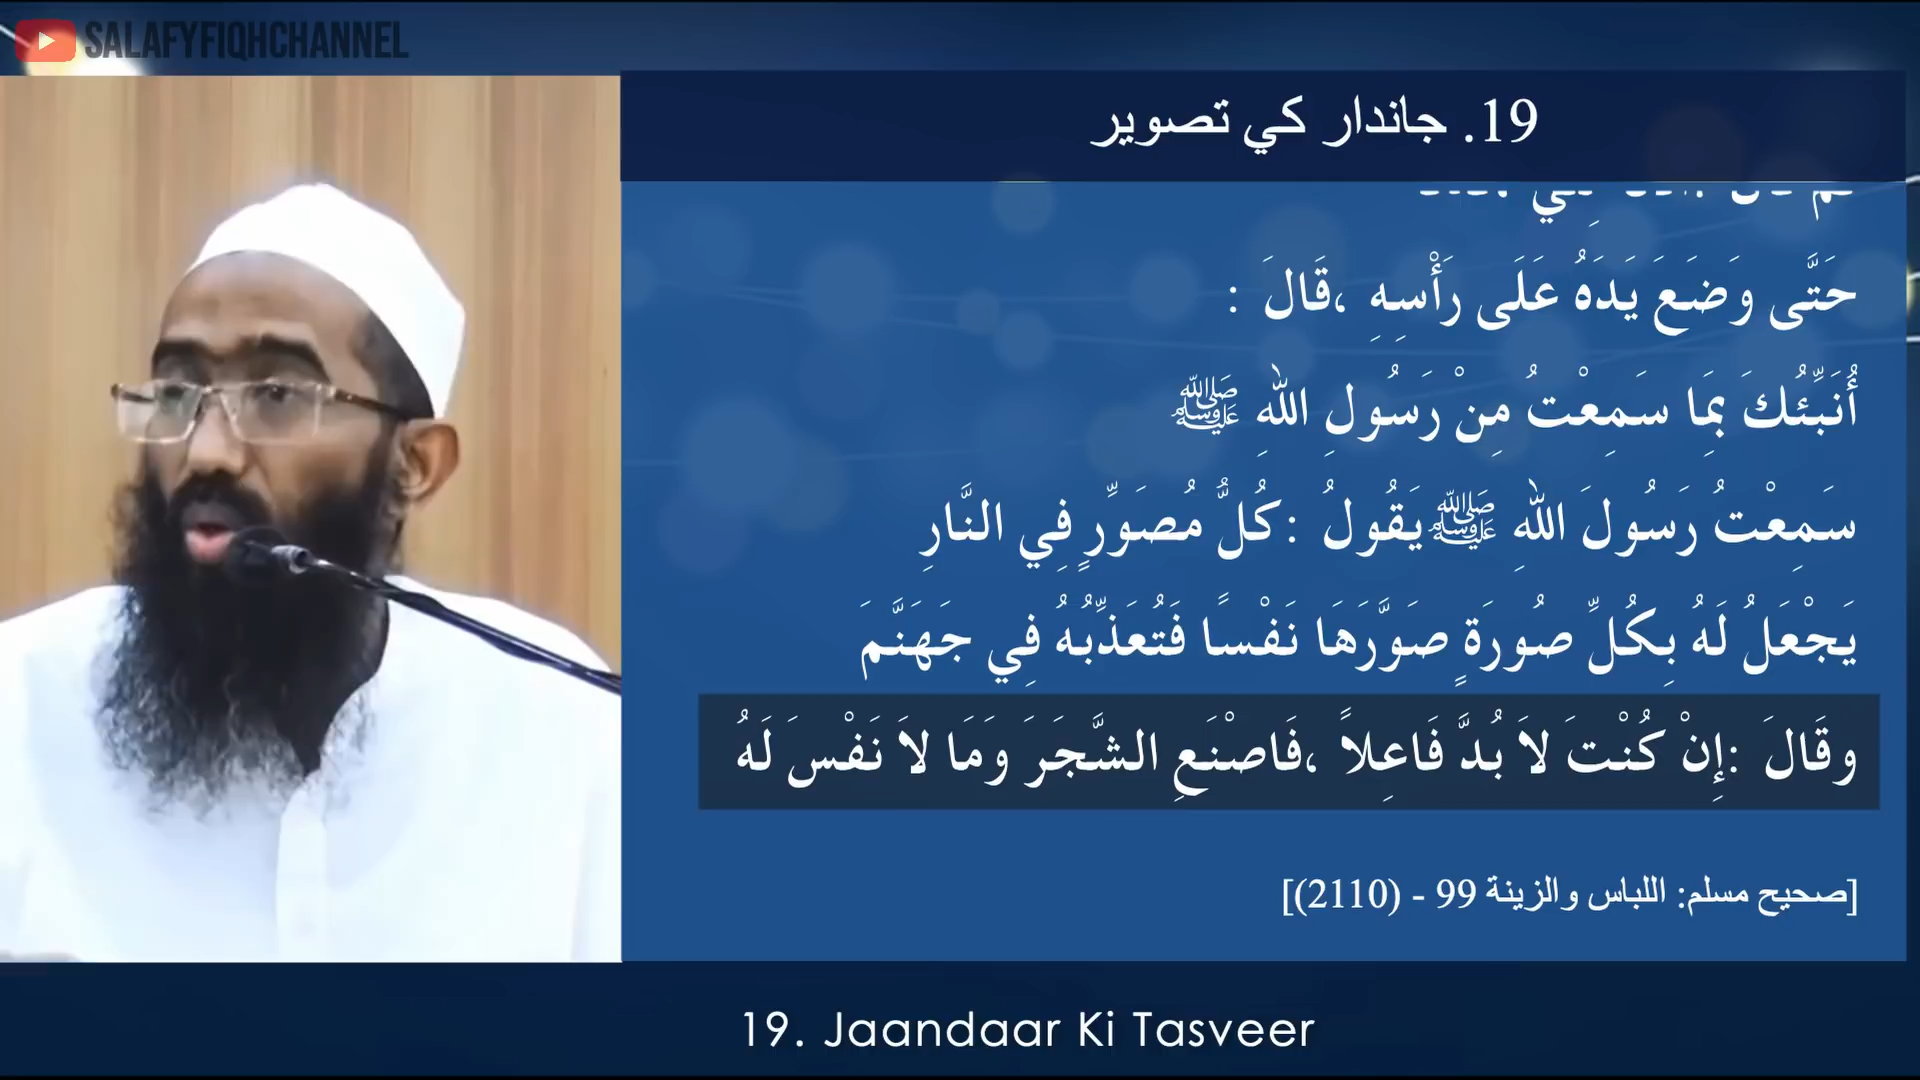 SALAFYFIQHCHANNEL
19. جاندار كي تصوير
حَتَّى وَضَعَ يَدَهُ عَلَى رَأْسِهِ ،قَالَ :
أُنَبِّئُكَ بِمَا سَمِعْتُ مِنْ رَسُولِ اللهِ ﷺ
سَمِعْتُ رَسُولَ اللهِ ﷺ يَقُولُ :كُلُّ مُصَوِّرٍ فِي النَّارِ
يَجْعَلُ لَهُ بِكُلِّ صُورَةٍ صَوَّرَهَا نَفْسًا فَتُعَذِّبُهُ فِي جَهَنَّمَ
وقَالَ :إِنْ كُنْتَ لاَ بُدَّ فَاعِلاً ،فَاصْنَعِ الشَّجَرَ وَمَا لاَ نَفْسَ لَهُ
[صحيح مسلم: اللباس والزينة 99 - (2110)]
19. Jaandaar Ki Tasveer